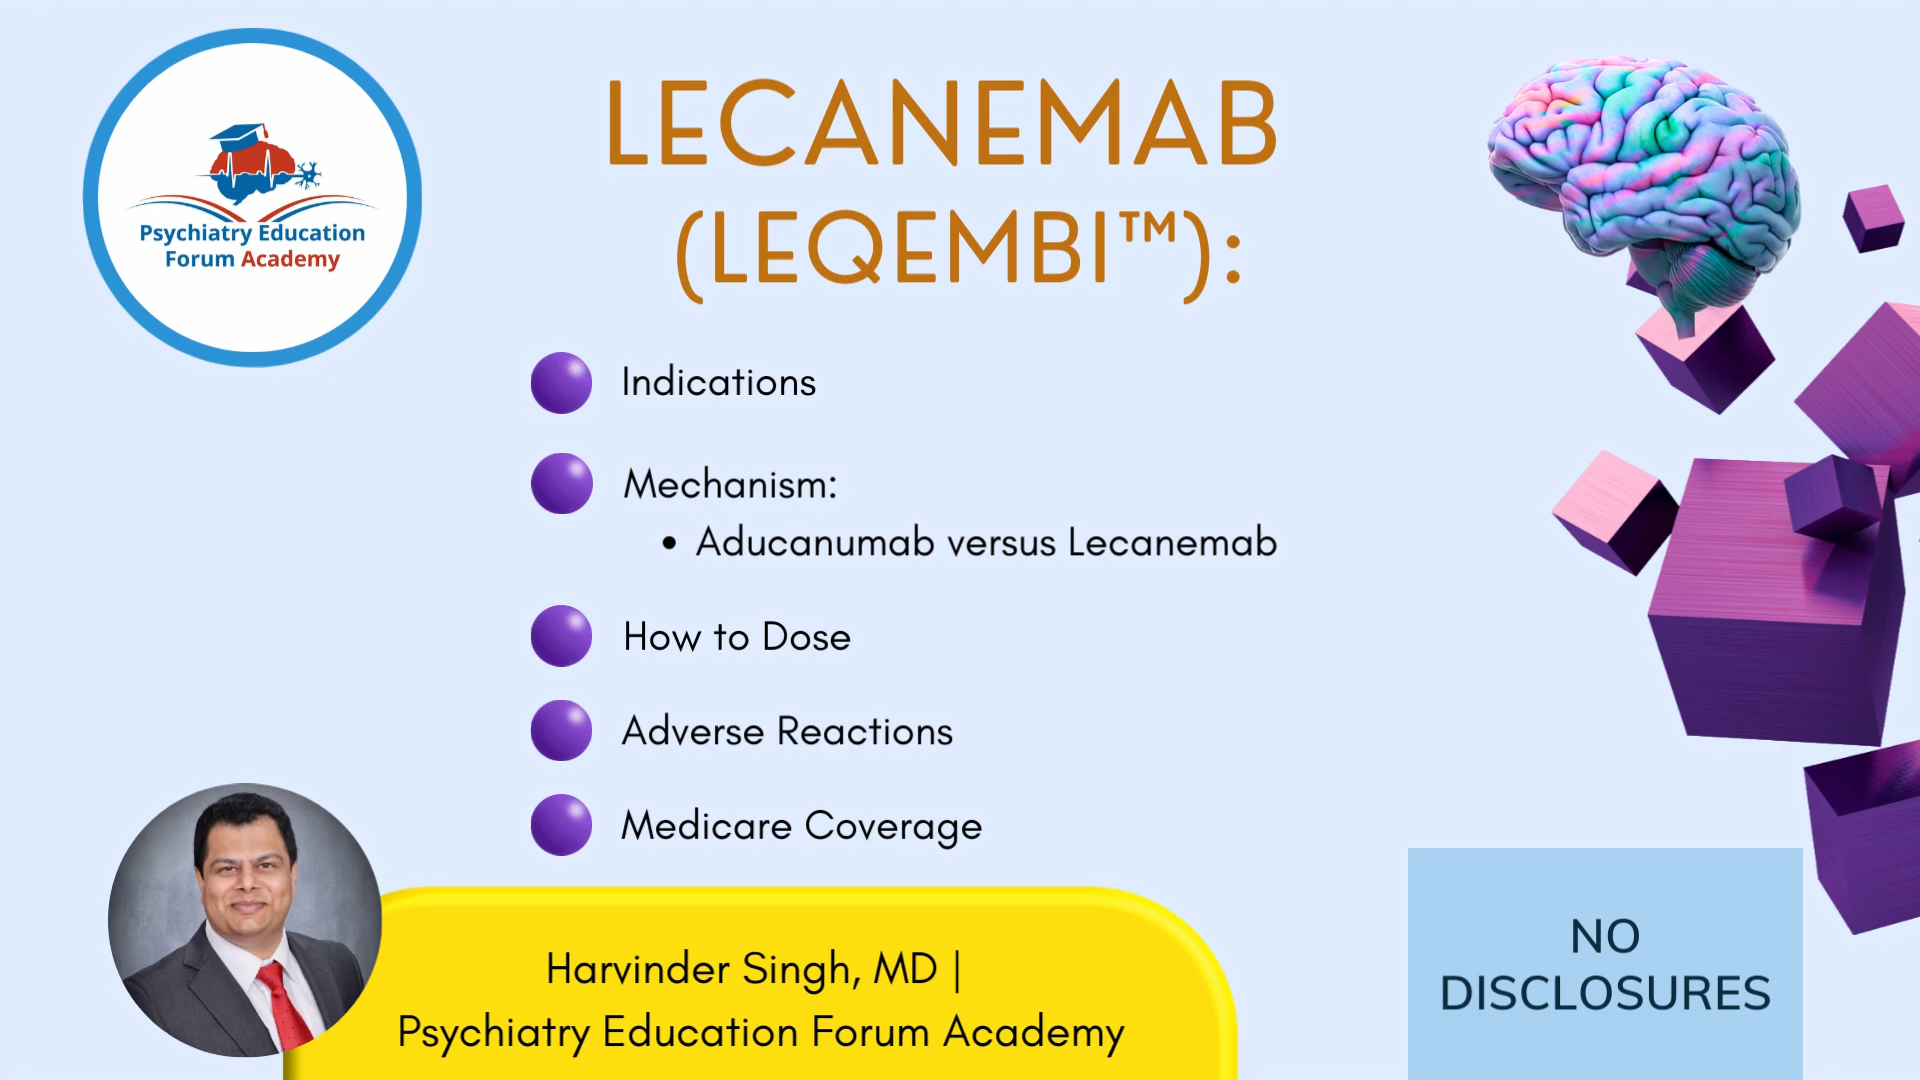 Psychiatry Education
Forum Academy
LECANEMAB
(LEQEMBI™):
Indications
Mechanism:
• Aducanumab versus Lecanemab
How to Dose
Adverse Reactions
Medicare Coverage
Harvinder Singh, MD |
Psychiatry Education Forum Academy
NO
DISCLOSURES